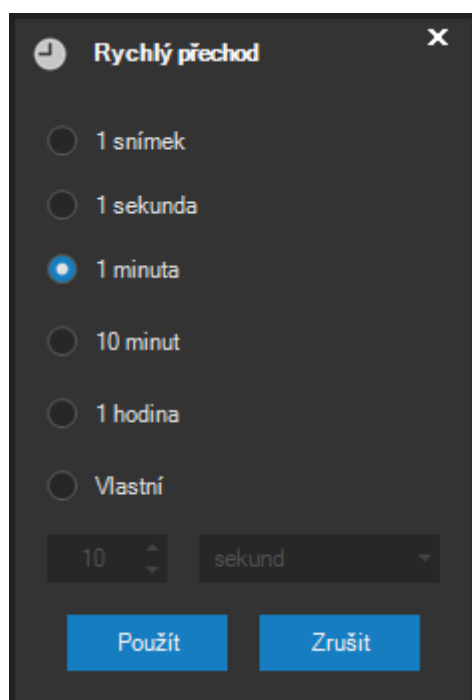 Rychlý přechod
1 snímek
1 sekunda
1 minuta
10 minut
1 hodina
Vlastní
10 sekund
Použít Zrušit